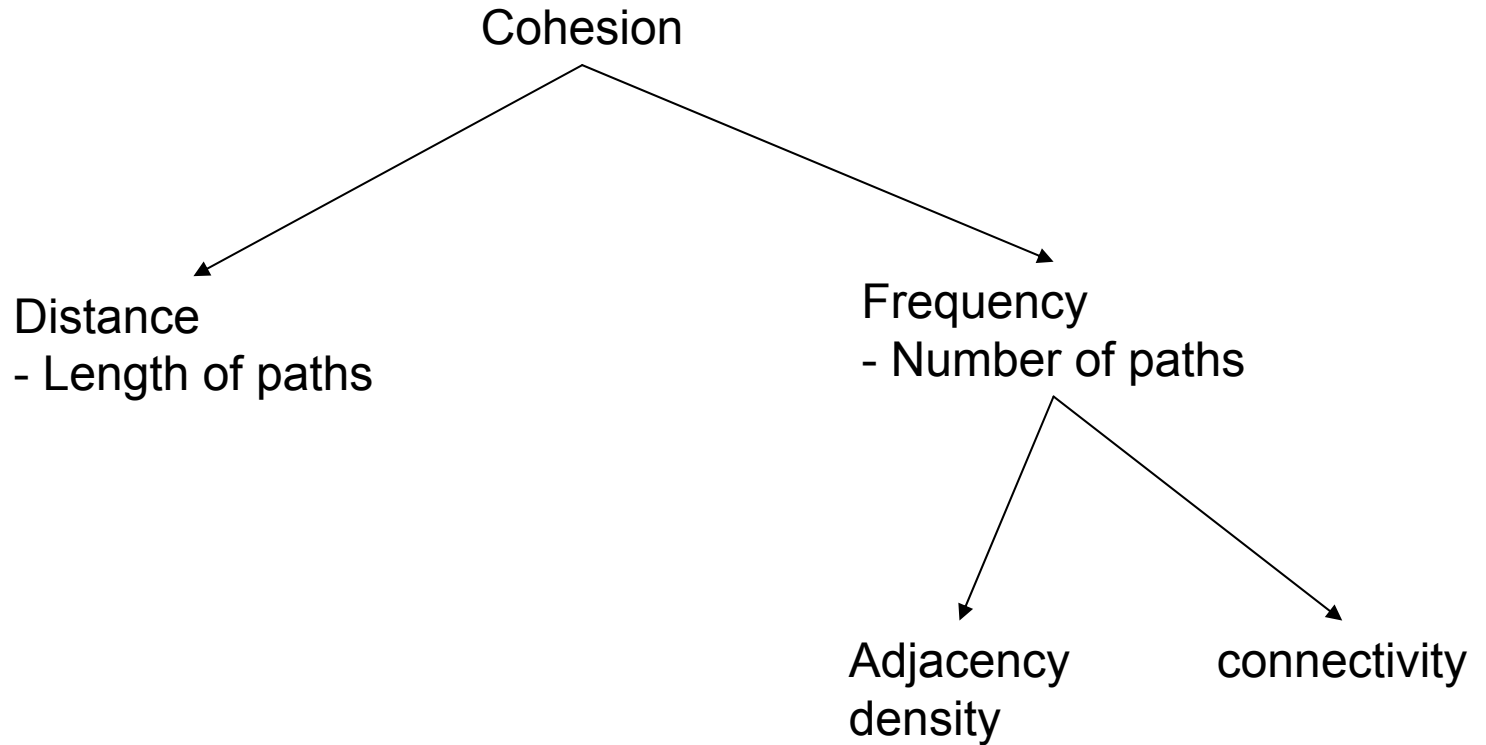 Cohesion
Distance
- Length of paths
Frequency
- Number of paths
Adjacency
density
connectivity